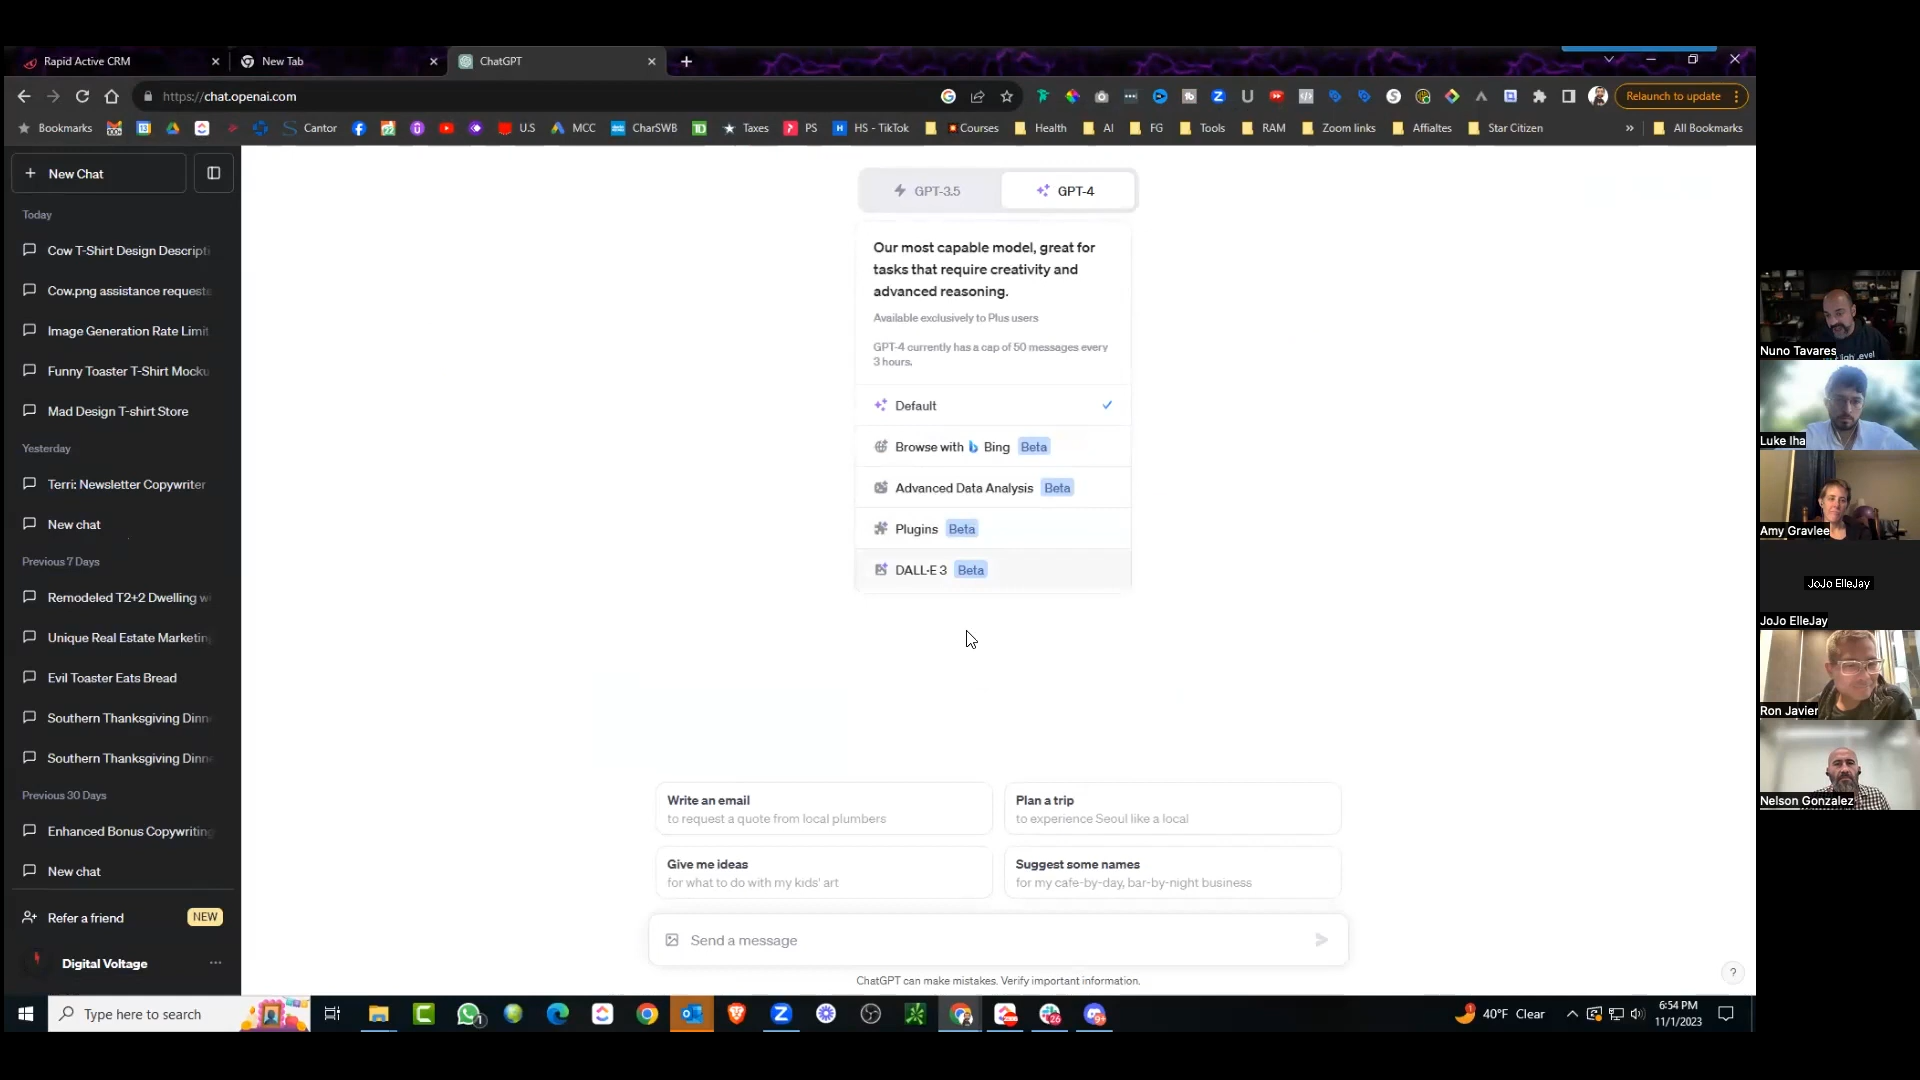 Rapid Active CRM
New Tab
ChatGPT
https://chat.openai.com
Relaunch to update
Bookmarks
Cantor
U.S
MCC
CharSWB
Taxes
PS
HS - TikTok
Courses
Health
AI
FG
Tools
RAM
Zoom links
Affialtes
Star Citizen
»
All Bookmarks
New Chat
Today
Cow T-Shirt Design Descripti
Cow.png assistance requeste
Image Generation Rate Limit
Funny Toaster T-Shirt Mocku
Mad Design T-shirt Store
Yesterday
Terri: Newsletter Copywriter
New chat
Previous 7 Days
Remodeled T2+2 Dwelling wi
Unique Real Estate Marketing
Evil Toaster Eats Bread
Southern Thanksgiving Dinne
Southern Thanksgiving Dinne
Previous 30 Days
Enhanced Bonus Copywriting
New chat
Refer a friend NEW
Digital Voltage
GPT-3.5 GPT-4
Our most capable model, great for
tasks that require creativity and
advanced reasoning.
Available exclusively to Plus users
GPT-4 currently has a cap of 50 messages every
3 hours.
Default
Browse with Bing Beta
Advanced Data Analysis Beta
Plugins Beta
DALL·E 3 Beta
Write an email
to request a quote from local plumbers
Plan a trip
to experience Seoul like a local
Give me ideas
for what to do with my kids' art
Suggest some names
for my cafe-by-day, bar-by-night business
Send a message
ChatGPT can make mistakes. Verify important information.
?
Nuno Tavares
Luke Iha
Amy Gravlee
JoJo ElleJay
JoJo ElleJay
Ron Javier
Nelson Gonzalez
Type here to search
40°F Clear
6:54 PM
11/1/2023